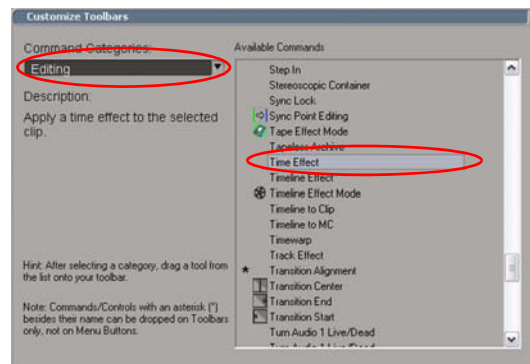 Customize Toolbars
Command Categories:
Editing
Description:
Apply a time effect to the selected
clip.
Hint: After selecting a category, drag a tool from
the list onto your toolbar.
Note: Commands/Controls with an asterisk (*)
besides their name can be dropped on Toolbars
only, not on Menu Buttons.
Available Commands
Step In
Stereoscopic Container
Sync Lock
Sync Point Editing
Tape Effect Mode
Tapeless Archive
Time Effect
Timeline Effect
Timeline Effect Mode
Timeline to Clip
Timeline to MC
Timewarp
Track Effect
* Transition Alignment
Transition Center
Transition End
Transition Start
Turn Audio 1 Live/Dead